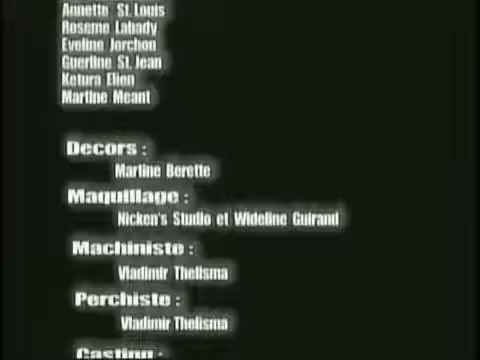 Annette St. Louis
Roseme Labady
Eveline Jorchon
Guerline St. Jean
Ketura Elien
Martine Meant
Decors :
Martine Berette
Maquillage :
Nicken's Studio et Wideline Guirand
Machiniste :
Vladimir Thelisma
Perchiste :
Vladimir Thelisma
Casting :